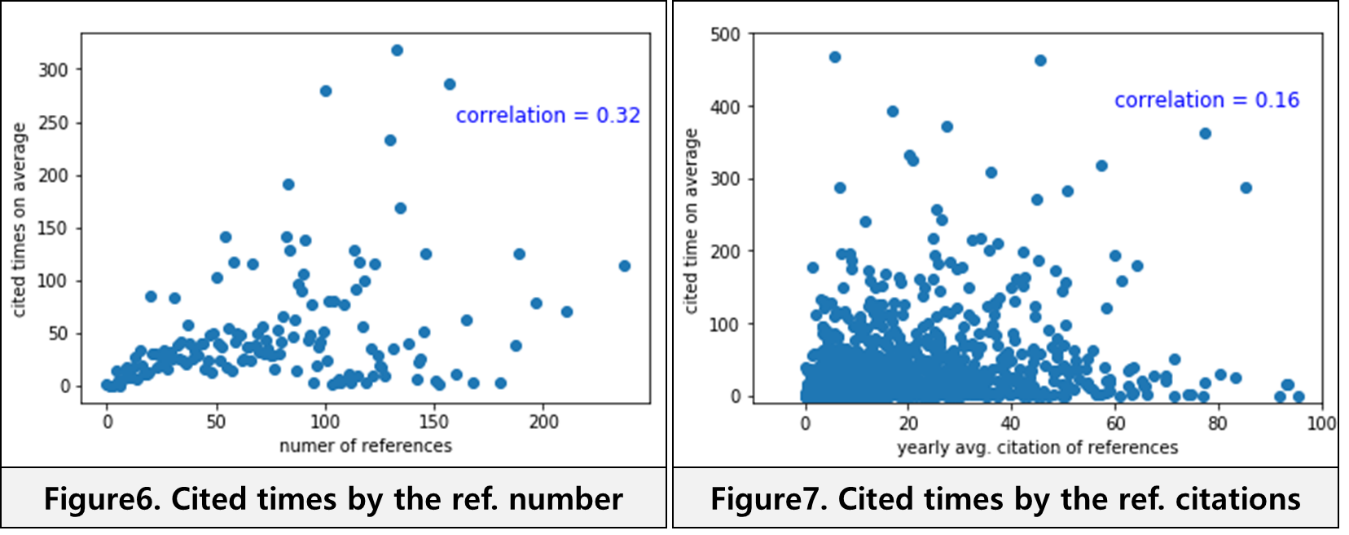 cited times on average
300
250
200
150
100
50
0
correlation = 0.32
0 50 100 150 200
numer of references
Figure6. Cited times by the ref. number
cited time on average
500
400
300
200
100
0
correlation = 0.16
0 20 40 60 80 100
yearly avg. citation of references
Figure7. Cited times by the ref. citations